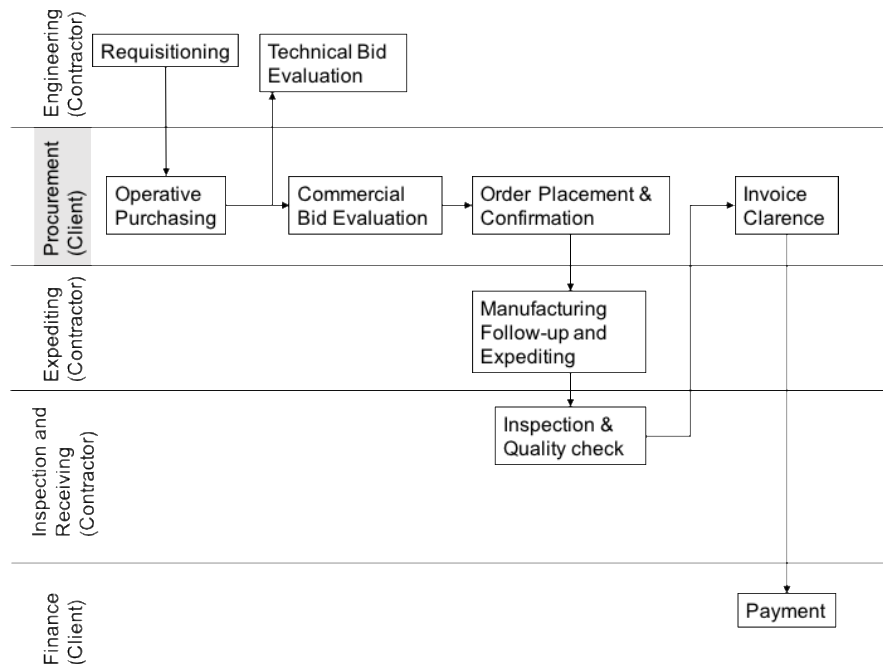 Engineering
(Contractor)
Requisitioning
Technical Bid
Evaluation
Procurement
(Client)
Operative
Purchasing
Commercial
Bid Evaluation
Order Placement &
Confirmation
Invoice
Clarence
Expediting
(Contractor)
Manufacturing
Follow-up and
Expediting
Inspection and
Receiving
(Contractor)
Inspection &
Quality check
Finance
(Client)
Payment